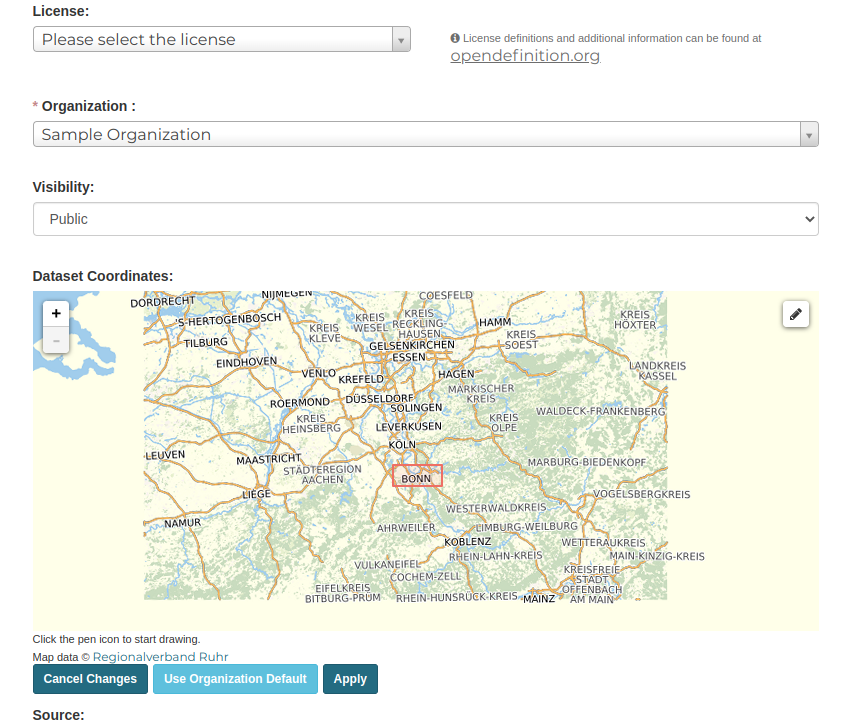 License:
Please select the license
License definitions and additional information can be found at
opendefinition.org
* Organization :
Sample Organization
Visibility:
Public
Dataset Coordinates:
+
−
DORDRECHT
NIJMEGEN
COESFELD
'S-HERTOGENBOSCH
KREIS
KLEVE
KREIS
WESEL
KREIS
RECKLING-
HAUSEN
HAMM
KREIS
SOEST
KREIS
HÖXTER
TILBURG
GELSENKIRCHEN
ESSEN
EINDHOVEN
VENLO
KREFELD
HAGEN
LANDKREIS
KASSEL
MÄRKISCHER
KREIS
ROERMOND
DÜSSELDORF
SOLINGEN
KREIS
HEINSBERG
LEVERKUSEN
KREIS
OLPE
WALDECK-FRANKENBERG
KÖLN
LEUVEN
MAASTRICHT
STÄDTEREGION
AACHEN
BONN
MARBURG-BIEDENKOPF
LIÈGE
VOGELSBERGKREIS
WESTERWALDKREIS
NAMUR
AHRWEILER
LIMBURG-WEILBURG
KOBLENZ
WETTERAUKREIS
RHEIN-LAHN-KREIS
MAIN-KINZIG-KREIS
VULKANEIFEL
COCHEM-ZELL
KREISFREIE
STADT
OFFENBACH
AM MAIN
EIFELKREIS
BITBURG-PRÜM
RHEIN-HUNSRÜCK-KREIS
MAINZ
Click the pen icon to start drawing.
Map data © Regionalverband Ruhr
Cancel Changes
Use Organization Default
Apply
Source: